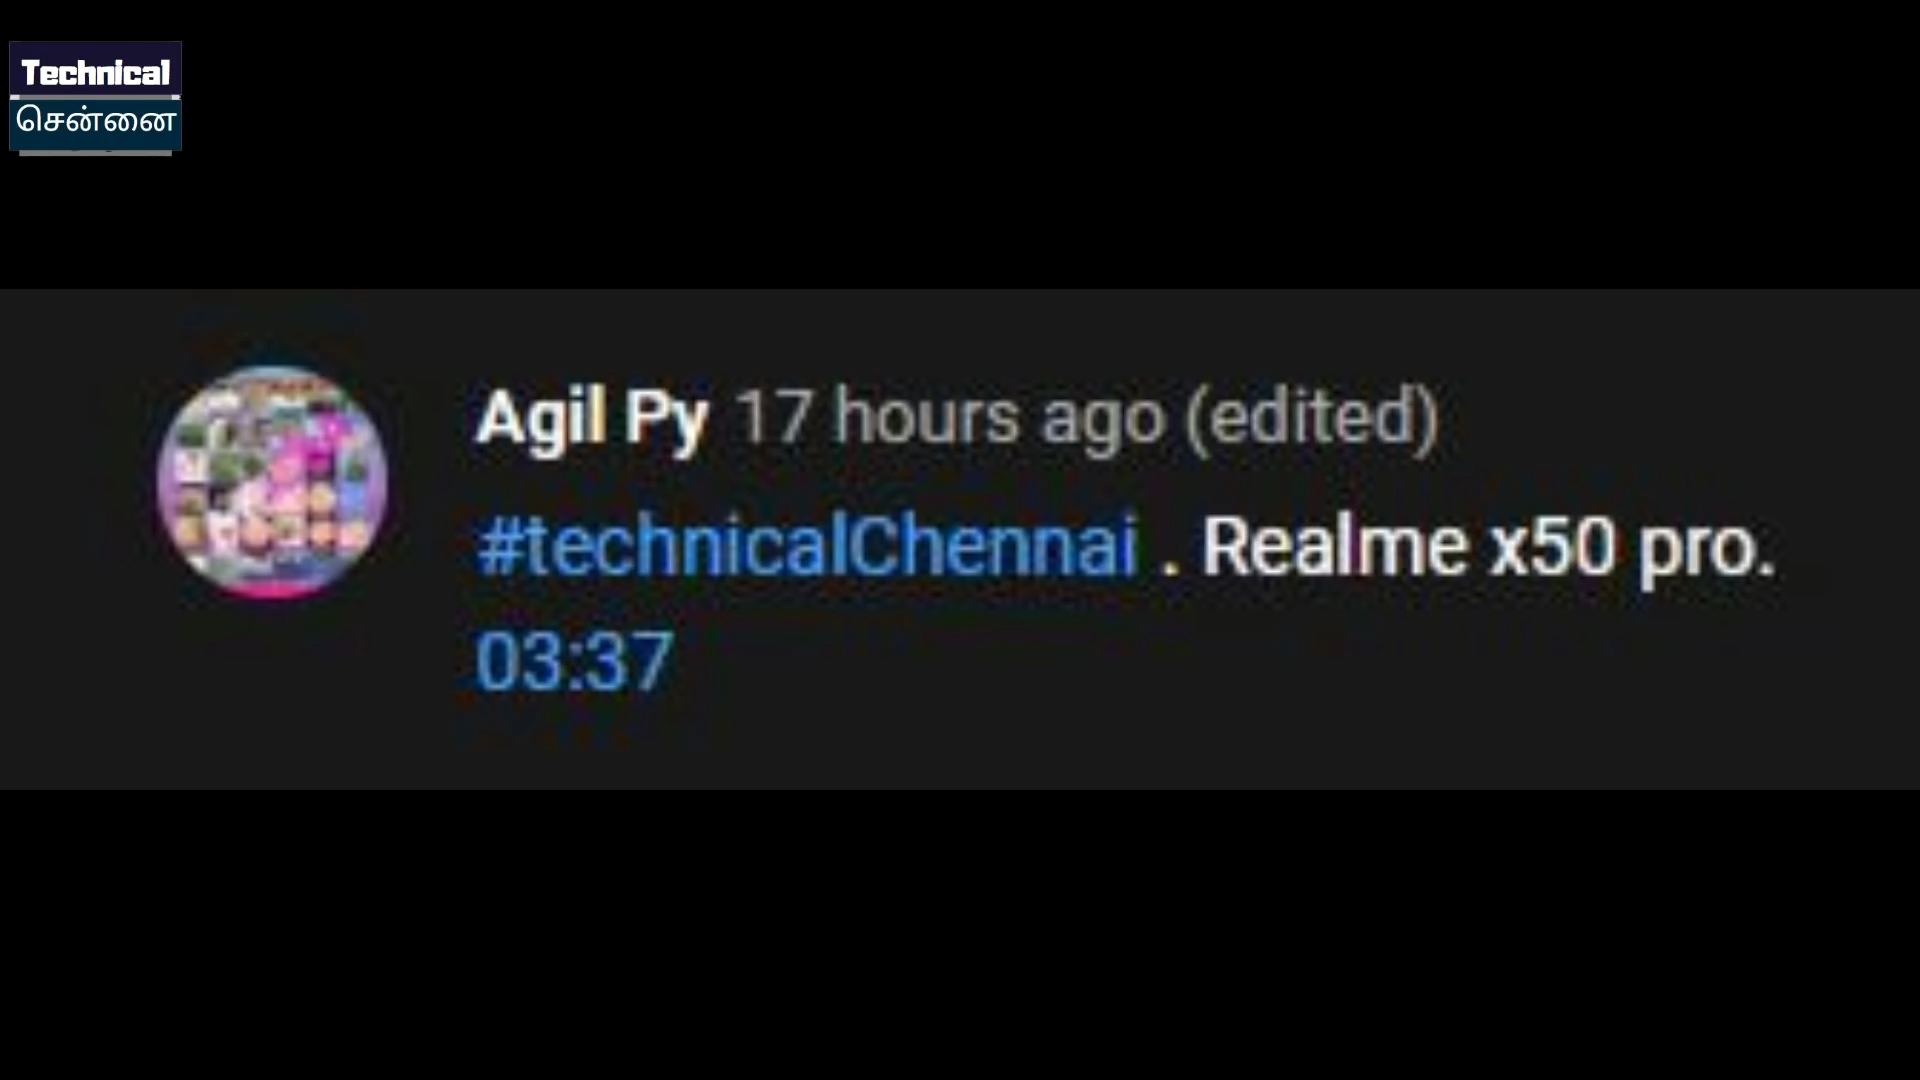 Technical
சென்னை
Agil Py 17 hours ago (edited)
#technicalChennai . Realme x50 pro.
03:37